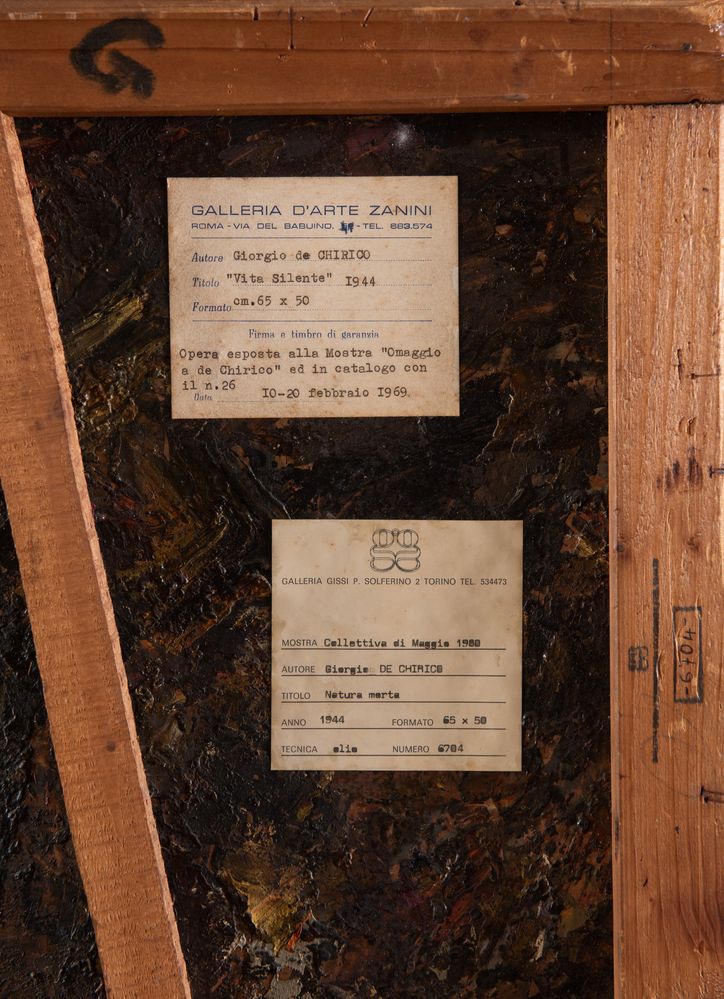 G
GALLERIA D'ARTE ZANINI
ROMA - VIA DEL BABUINO, - TEL. 683.574
Autore Giorgio de CHIRICO
Titolo "Vita Silente" I944
Formato cm.65 x 50
Firma e timbro di garanzia
Opera esposta alla Mostra "Omaggio
a de Chirico" ed in catalogo con
il n.26
Data IO-20 febbraio I969
GALLERIA GISSI P. SOLFERINO 2 TORINO TEL. 534473
MOSTRA Collettiva di Maggio 1980
AUTORE Giorgio DE CHIRICO
TITOLO Natura morta
ANNO 1944 FORMATO 65 x 50
TECNICA olio NUMERO 6704
-6704-